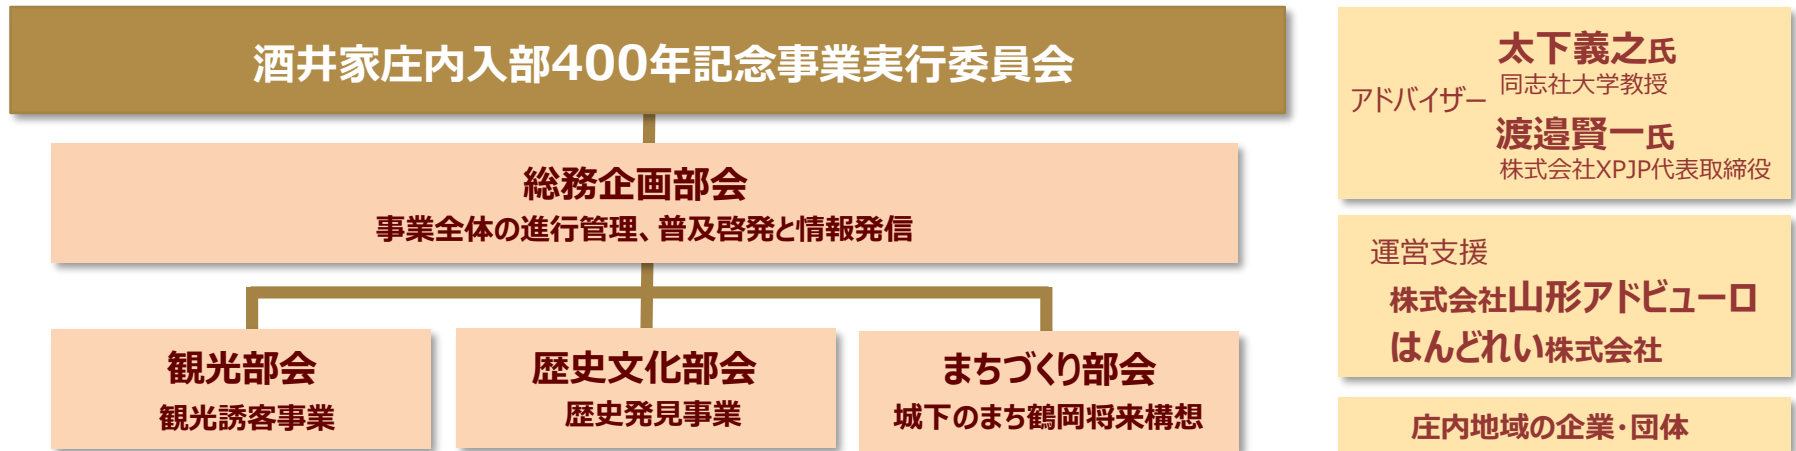 酒井家庄内入部400年記念事業実行委員会
総務企画部会
事業全体の進行管理、普及啓発と情報発信
観光部会
観光誘客事業
歴史文化部会
歴史発見事業
まちづくり部会
城下のまち鶴岡将来構想
アドバイザー
太下義之氏
同志社大学教授
渡邉賢一氏
株式会社XPJP代表取締役
運営支援
株式会社山形アドビューロ
はんどれい株式会社
庄内地域の企業・団体